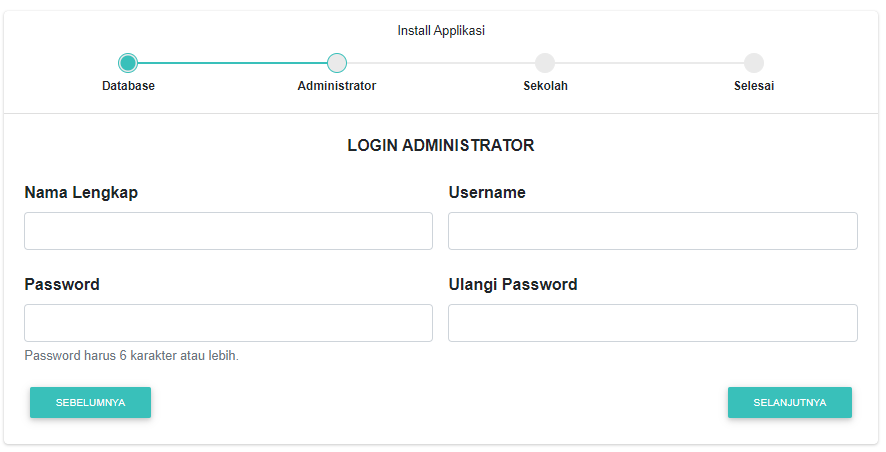 Install Applikasi
Database Administrator Sekolah Selesai
LOGIN ADMINISTRATOR
Nama Lengkap Username
Password Ulangi Password
Password harus 6 karakter atau lebih.
SEBELUMNYA SELANJUTNYA